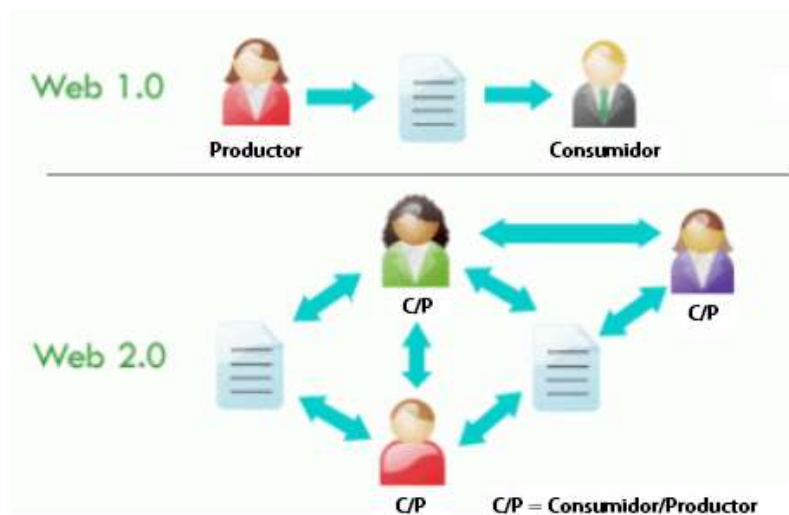 Web 1.0
Productor
Consumidor
C/P
C/P
Web 2.0
C/P
C/P = Consumidor/Productor